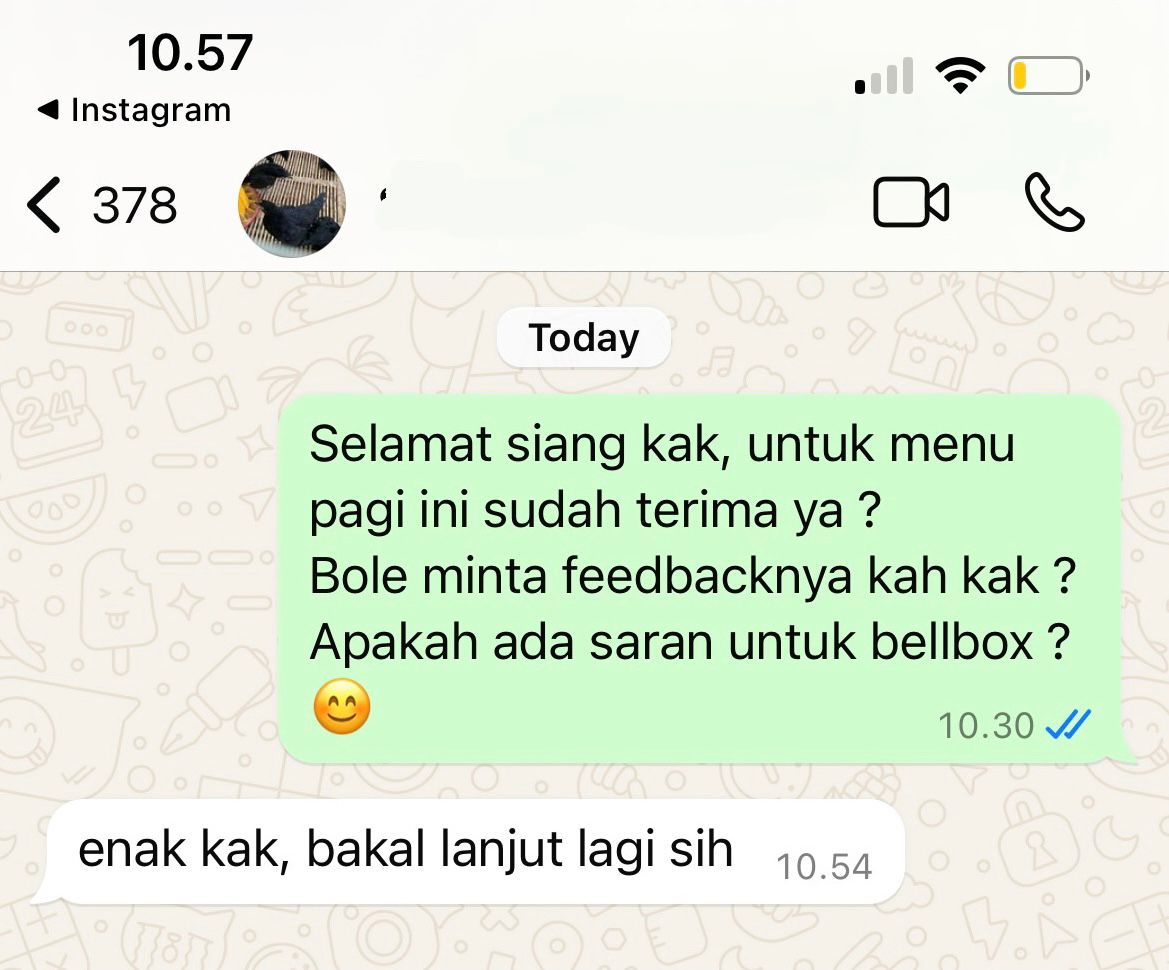 10.57
Instagram
378
Today
Selamat siang kak, untuk menu
pagi ini sudah terima ya ?
Bole minta feedbacknya kah kak ?
Apakah ada saran untuk bellbox ?
😊
10.30
enak kak, bakal lanjut lagi sih
10.54